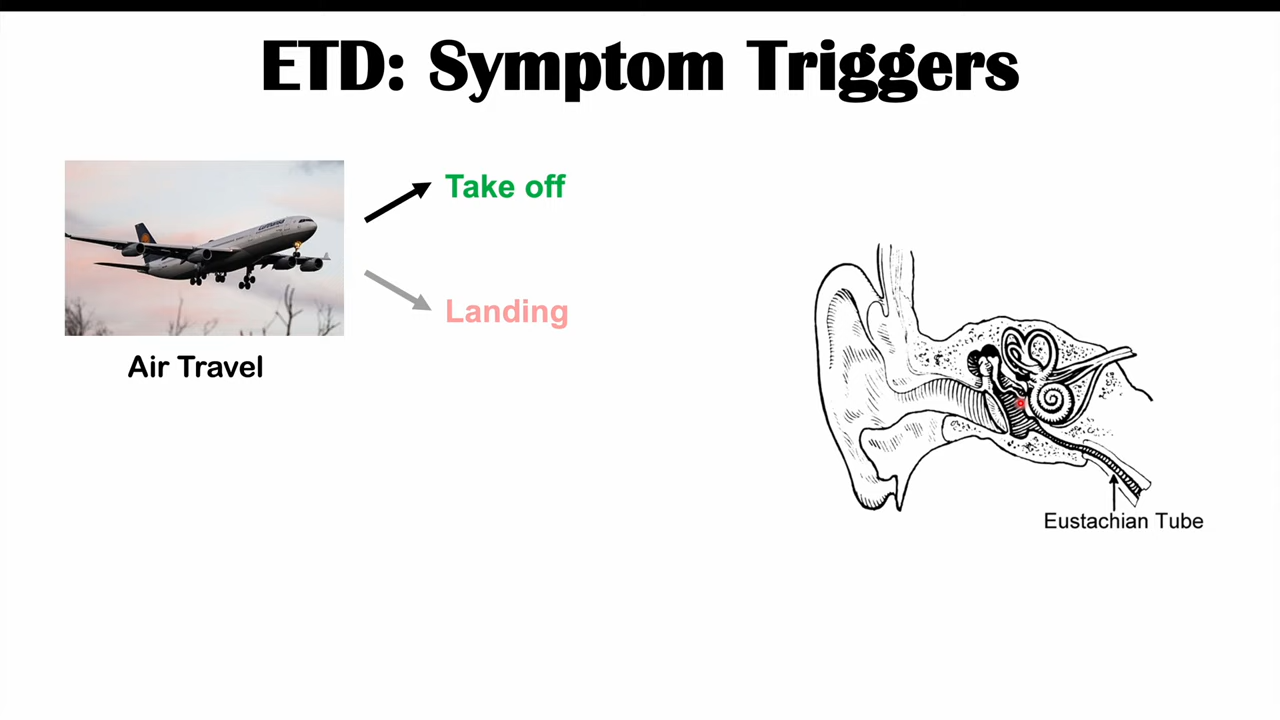 ETD: Symptom Triggers
Take off
Landing
Air Travel
Eustachian Tube